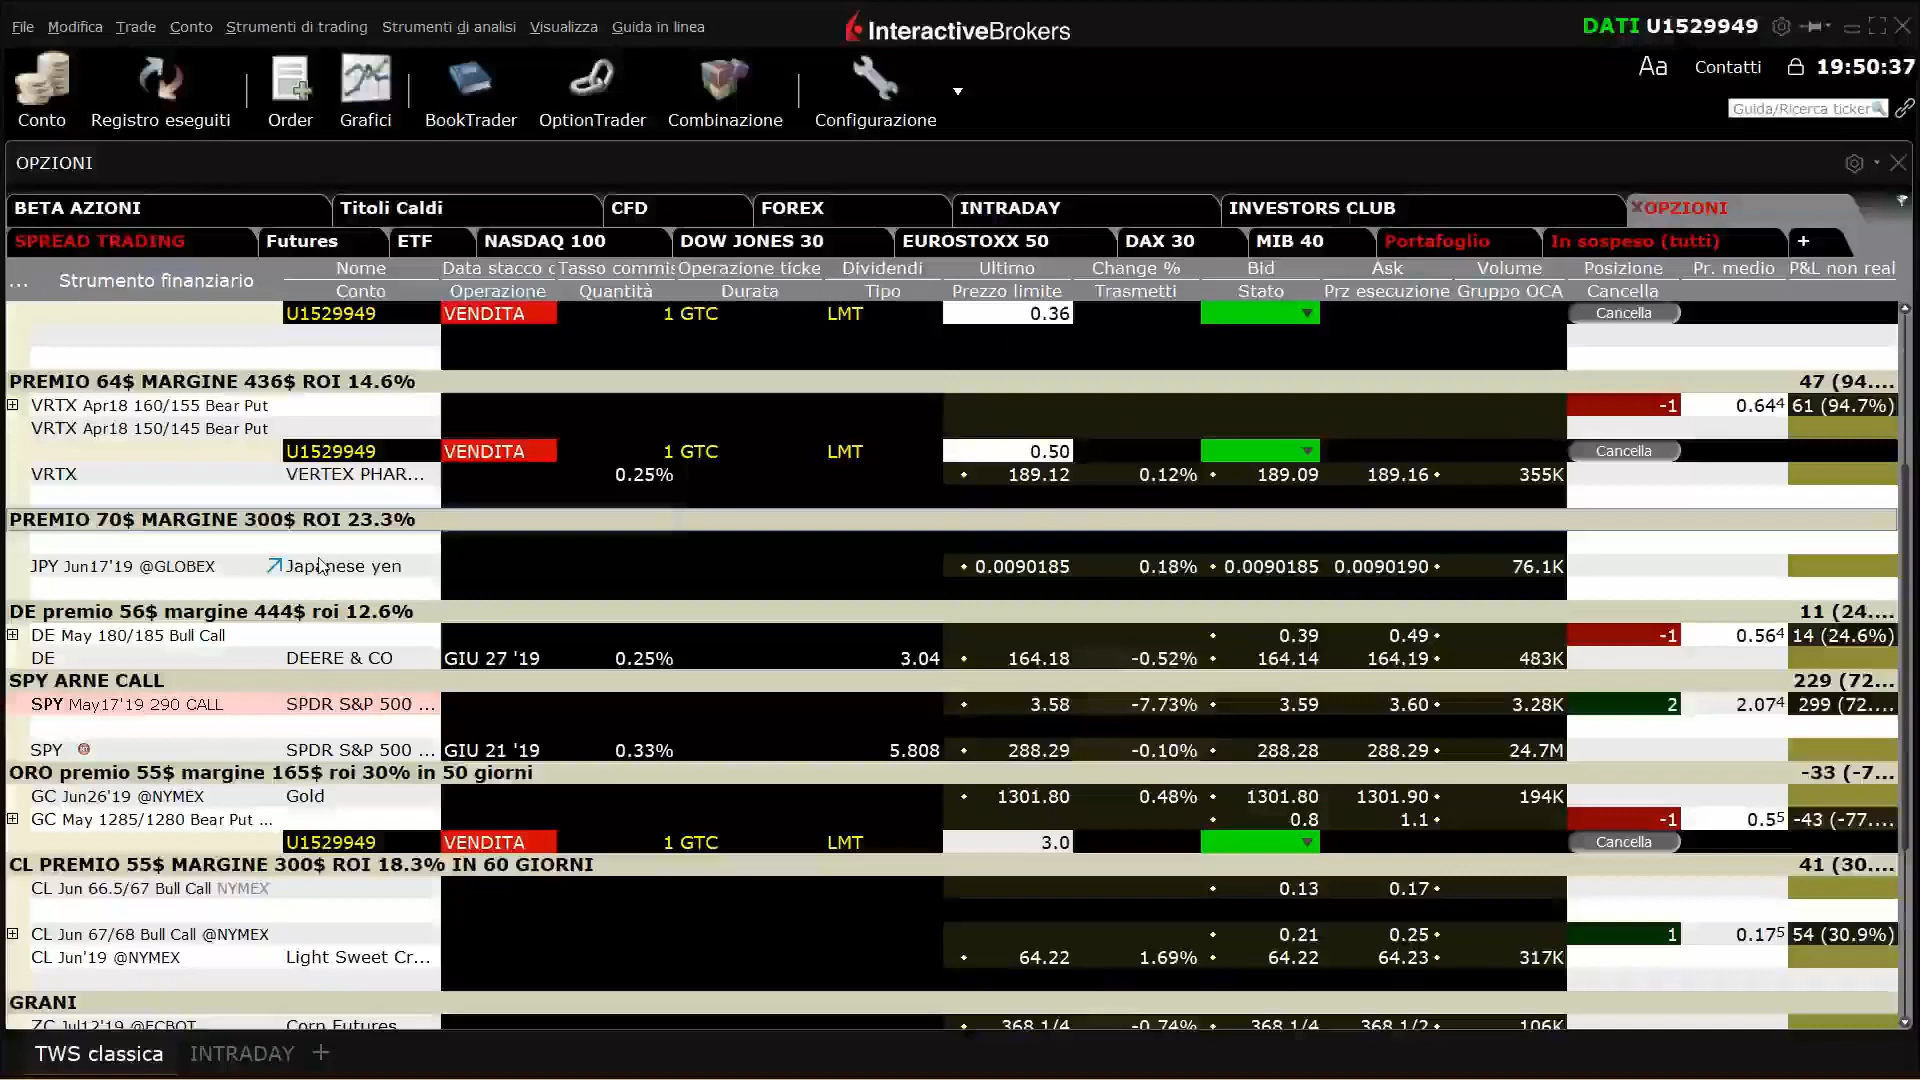 File Modifica Trade Conto Strumenti di trading Strumenti di analisi Visualizza Guida in linea InteractiveBrokers DATI U1529949
Aa Contatti 19:50:37
Guida/Ricerca ticker
Conto Registro eseguiti Order Grafici BookTrader OptionTrader Combinazione Configurazione
OPZIONI
BETA AZIONI Titoli Caldi CFD FOREX INTRADAY INVESTORS CLUB OPZIONI
SPREAD TRADING Futures ETF NASDAQ 100 DOW JONES 30 EUROSTOXX 50 DAX 30 MIB 40 Portafoglio In sospeso (tutti) +
... Strumento finanziario Nome Data stacco c Tasso commis Operazione ticke Dividendi Ultimo Change % Bid Ask Volume Posizione Pr. medio P&L non real
Conto Operazione Quantità Durata Tipo Prezzo limite Trasmetti Stato Prz esecuzione Gruppo OCA Cancella
U1529949 VENDITA 1 GTC LMT 0.36 Cancella
PREMIO 64$ MARGINE 436$ ROI 14.6% 47 (94....
VRTX Apr18 160/155 Bear Put -1 0.644 61 (94.7%)
VRTX Apr18 150/145 Bear Put
U1529949 VENDITA 1 GTC LMT 0.50 Cancella
VRTX VERTEX PHAR... 0.25% 189.12 0.12% 189.09 189.16 355K
PREMIO 70$ MARGINE 300$ ROI 23.3%
JPY Jun17'19 @GLOBEX Japanese yen 0.0090185 0.18% 0.0090185 0.0090190 76.1K
DE premio 56$ margine 444$ roi 12.6% 11 (24....
DE May 180/185 Bull Call 0.39 0.49 -1 0.564 14 (24.6%)
DE DEERE & CO GIU 27 '19 0.25% 3.04 164.18 -0.52% 164.14 164.19 483K
SPY ARNE CALL 229 (72...
SPY May17'19 290 CALL SPDR S&P 500 ... 3.58 -7.73% 3.59 3.60 3.28K 2 2.074 299 (72....
SPY SPDR S&P 500 ... GIU 21 '19 0.33% 5.808 288.29 -0.10% 288.28 288.29 24.7M
ORO premio 55$ margine 165$ roi 30% in 50 giorni -33 (-7...
GC Jun26'19 @NYMEX Gold 1301.80 0.48% 1301.80 1301.90 194K
GC May 1285/1280 Bear Put ... 0.8 1.1 -1 0.55 -43 (-77....
U1529949 VENDITA 1 GTC LMT 3.0 Cancella
CL PREMIO 55$ MARGINE 300$ ROI 18.3% IN 60 GIORNI 41 (30....
CL Jun 66.5/67 Bull Call NYMEX 0.13 0.17
CL Jun 67/68 Bull Call @NYMEX 0.21 0.25 1 0.175 54 (30.9%)
CL Jun'19 @NYMEX Light Sweet Cr... 64.22 1.69% 64.22 64.23 317K
GRANI
ZC Jul12'19 @ECBOT Corn Futures 368 1/4 -0.74% 368 1/4 368 1/2 106K
TWS classica INTRADAY +